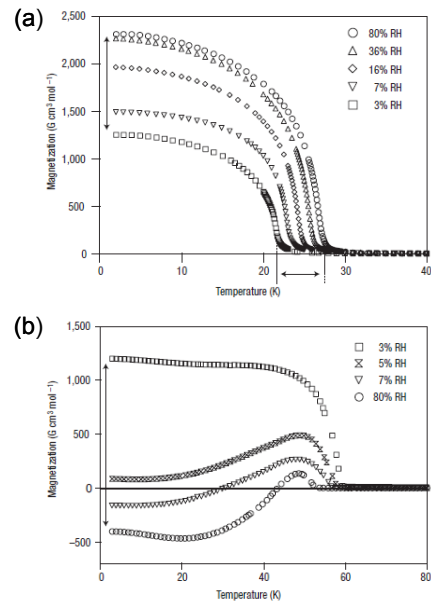 (a)
2,500
2,000
1,500
1,000
500
0
Magnetization (G cm³ mol⁻¹)
80% RH
36% RH
16% RH
7% RH
3% RH
0 10 20 30 40
Temperature (K)
(b)
1,500
1,000
500
0
−500
Magnetization (G cm³ mol⁻¹)
3% RH
5% RH
7% RH
80% RH
0 20 40 60 80
Temperature (K)